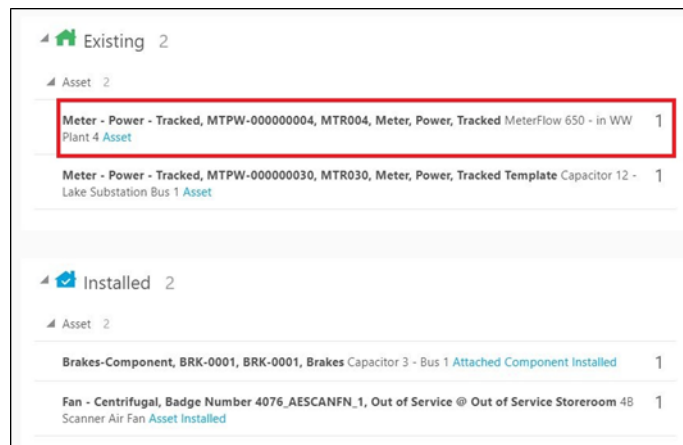 Existing 2
Asset 2
Meter - Power - Tracked, MTPW-000000004, MTR004, Meter, Power, Tracked MeterFlow 650 - in WW 1
Plant 4 Asset
Meter - Power - Tracked, MTPW-000000030, MTR030, Meter, Power, Tracked Template Capacitor 12 - 1
Lake Substation Bus 1 Asset
Installed 2
Asset 2
Brakes-Component, BRK-0001, BRK-0001, Brakes Capacitor 3 - Bus 1 Attached Component Installed 1
Fan - Centrifugal, Badge Number 4076_AESCANFN_1, Out of Service @ Out of Service Storeroom 4B 1
Scanner Air Fan Asset Installed